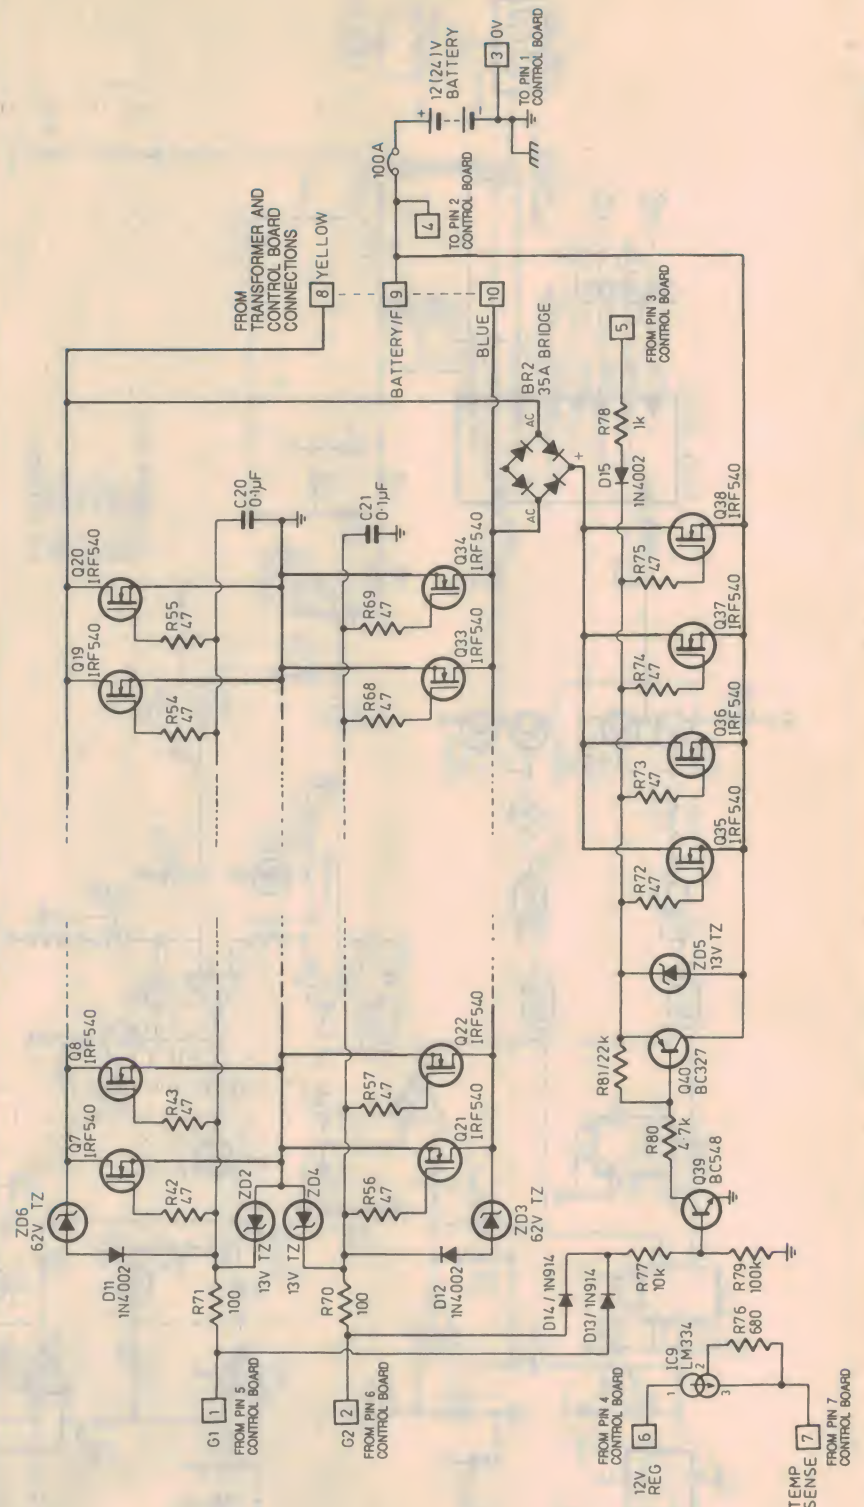 FROM
TRANSFORMER AND
CONTROL BOARD
CONNECTIONS
8
YELLOW
9
BATTERY/F
10
BLUE
100A
12(24)V
BATTERY
+
-
3
0V
TO PIN 1
CONTROL BOARD
4
TO PIN 2
CONTROL BOARD
ZD6
62V TZ
D11
1N4002
Q7
IRF540
R42
47
Q8
IRF540
R43
47
Q19
IRF540
R54
47
Q20
IRF540
R55
47
C20
0·1µF
C21
0·1µF
G1
1
FROM PIN 5
CONTROL BOARD
R71
100
ZD2
13V TZ
ZD4
13V TZ
G2
2
FROM PIN 6
CONTROL BOARD
R70
100
D12
1N4002
ZD3
62V TZ
R56
47
Q21
IRF540
R57
47
Q22
IRF540
R68
47
Q33
IRF540
R69
47
Q34
IRF540
BR2
35A BRIDGE
AC
AC
+
D14/1N914
D13/1N914
R77
10k
R79
100k
Q39
BC548
R80
4·7k
R81/22k
Q40
BC327
ZD5
13V TZ
R72
47
Q35
IRF540
R73
47
Q36
IRF540
R74
47
Q37
IRF540
R75
47
Q38
IRF540
D15
1N4002
R78
1k
5
FROM PIN 3
CONTROL BOARD
FROM PIN 4
CONTROL BOARD
6
12V
REG
IC9
LM334
1
2
3
R76
680
TEMP
SENSE
7
FROM PIN 7
CONTROL BOARD